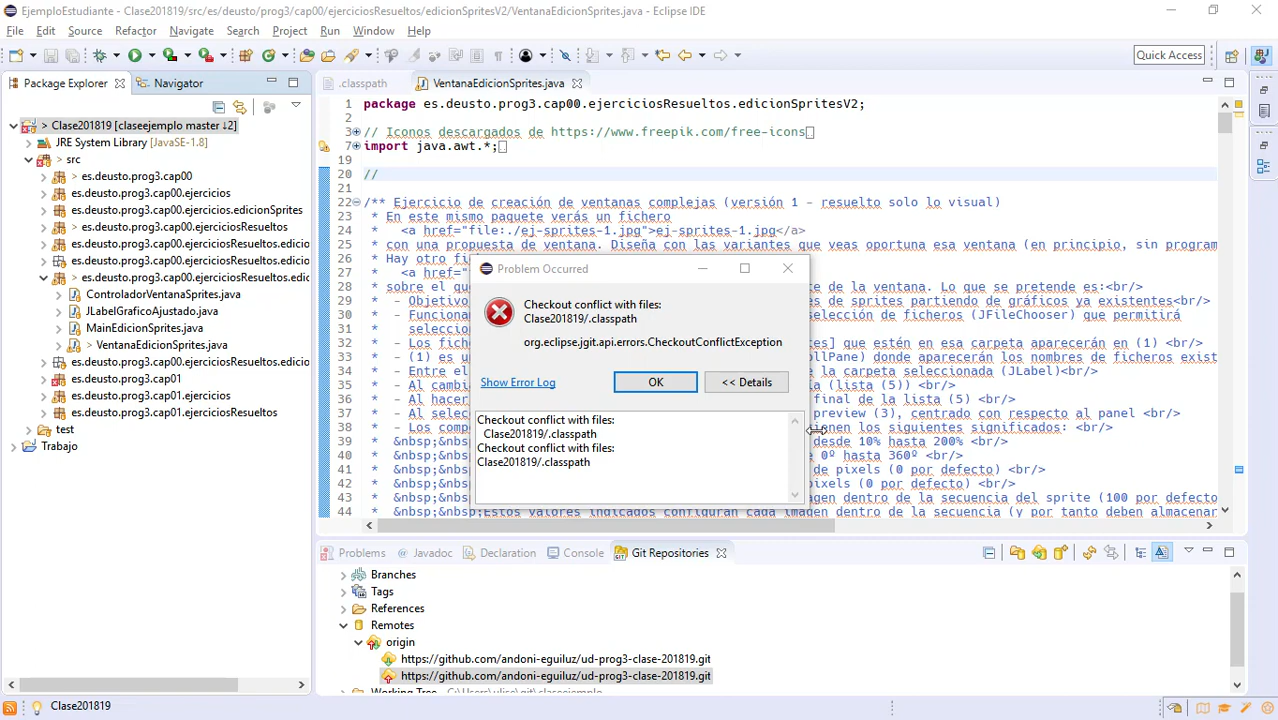 EjemploEstudiante - Clase201819/src/es/deusto/prog3/cap00/ejerciciosResueltos/edicionSpritesV2/VentanaEdicionSprites.java - Eclipse IDE
File Edit Source Refactor Navigate Search Project Run Window Help
Quick Access
Package Explorer Navigator
> Clase201819 [claseejemplo master ↓2]
JRE System Library [JavaSE-1.8]
> src
> es.deusto.prog3.cap00
es.deusto.prog3.cap00.ejercicios
es.deusto.prog3.cap00.ejercicios.edicionSprites
> es.deusto.prog3.cap00.ejerciciosResueltos
es.deusto.prog3.cap00.ejerciciosResueltos.edicio
es.deusto.prog3.cap00.ejerciciosResueltos.edicio
> es.deusto.prog3.cap00.ejerciciosResueltos.edicio
ControladorVentanaSprites.java
JLabelGraficoAjustado.java
MainEdicionSprites.java
> VentanaEdicionSprites.java
es.deusto.prog3.cap00.ejerciciosResueltos.edicio
es.deusto.prog3.cap01
es.deusto.prog3.cap01.ejercicios
es.deusto.prog3.cap01.ejerciciosResueltos
test
Trabajo
.classpath VentanaEdicionSprites.java
1 package es.deusto.prog3.cap00.ejerciciosResueltos.edicionSpritesV2;
2
3 // Iconos descargados de https://www.freepik.com/free-icons
7 import java.awt.*;
19
20 //
21
22 /** Ejercicio de creación de ventanas complejas (versión 1 - resuelto solo lo visual)
23 * En este mismo paquete verás un fichero
24 * <a href="file:./ej-sprites-1.jpg">ej-sprites-1.jpg</a>
25 * con una propuesta de ventana. Diseña con las variantes que veas oportuna esa ventana (en principio, sin program
26 * Hay otro fi
27 * <a href="
28 * sobre el qu e de la ventana. Lo que se pretende es:<br/>
29 * - Objetivo de sprites partiendo de gráficos ya existentes<br/>
30 * - Funciona selección de ficheros (JFileChooser) que permitirá
31 * selecci
32 * - Los fich es] que estén en esa carpeta aparecerán en (1) <br/>
33 * - (1) es u ollPane) donde aparecerán los nombres de ficheros exist
34 * - Entre el la carpeta seleccionada (JLabel)<br/>
35 * - Al camb a (lista (5)) <br/>
36 * - Al hacer final de la lista (5) <br/>
37 * - Al selec preview (3), centrado con respecto al panel <br/>
38 * - Los comp ienen los siguientes significados: <br/>
39 * &nbsp;&nb desde 10% hasta 200% <br/>
40 * &nbsp;&nb 0º hasta 360º <br/>
41 * &nbsp;&nb de pixels (0 por defecto) <br/>
42 * &nbsp;&nb pixels (0 por defecto) <br/>
43 * &nbsp;&nb agen dentro de la secuencia del sprite (100 por defecto
44 * &nbsp;&nbsp;Estos valores indicados configuran cada imagen dentro de la secuencia (y por tanto deben almacenar
Problem Occurred
Checkout conflict with files:
Clase201819/.classpath
org.eclipse.jgit.api.errors.CheckoutConflictException
Show Error Log OK << Details
Checkout conflict with files:
Clase201819/.classpath
Checkout conflict with files:
Clase201819/.classpath
Problems Javadoc Declaration Console Git Repositories
Branches
Tags
References
Remotes
origin
https://github.com/andoni-eguiluz/ud-prog3-clase-201819.git
https://github.com/andoni-eguiluz/ud-prog3-clase-201819.git
Working Tree
Clase201819